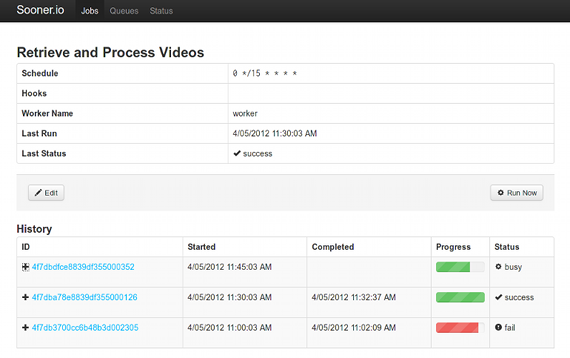 Sooner.io Jobs Queues Status
Retrieve and Process Videos
Schedule 0 */15 * * * *
Hooks
Worker Name worker
Last Run 4/05/2012 11:30:03 AM
Last Status success
Edit Run Now
History
ID Started Completed Progress Status
4f7dbdfce8839df355000352 4/05/2012 11:45:03 AM busy
4f7dba78e8839df355000126 4/05/2012 11:30:03 AM 4/05/2012 11:32:37 AM success
4f7db3700cc6b48b3d002305 4/05/2012 11:00:03 AM 4/05/2012 11:02:09 AM fail